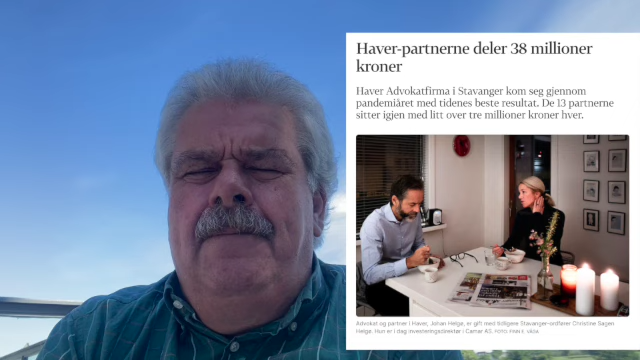 Haver-partnerne deler 38 millioner
kroner
Haver Advokatfirma i Stavanger kom seg gjennom
pandemiåret med tidenes beste resultat. De 13 partnerne
sitter igjen med litt over tre millioner kroner hver.
Advokat og partner i Haver, Johan Helgø, er gift med tidligere Stavanger-ordfører Christine Sagen
Helgø. Hun er i dag investeringsdirektør i Camar AS.